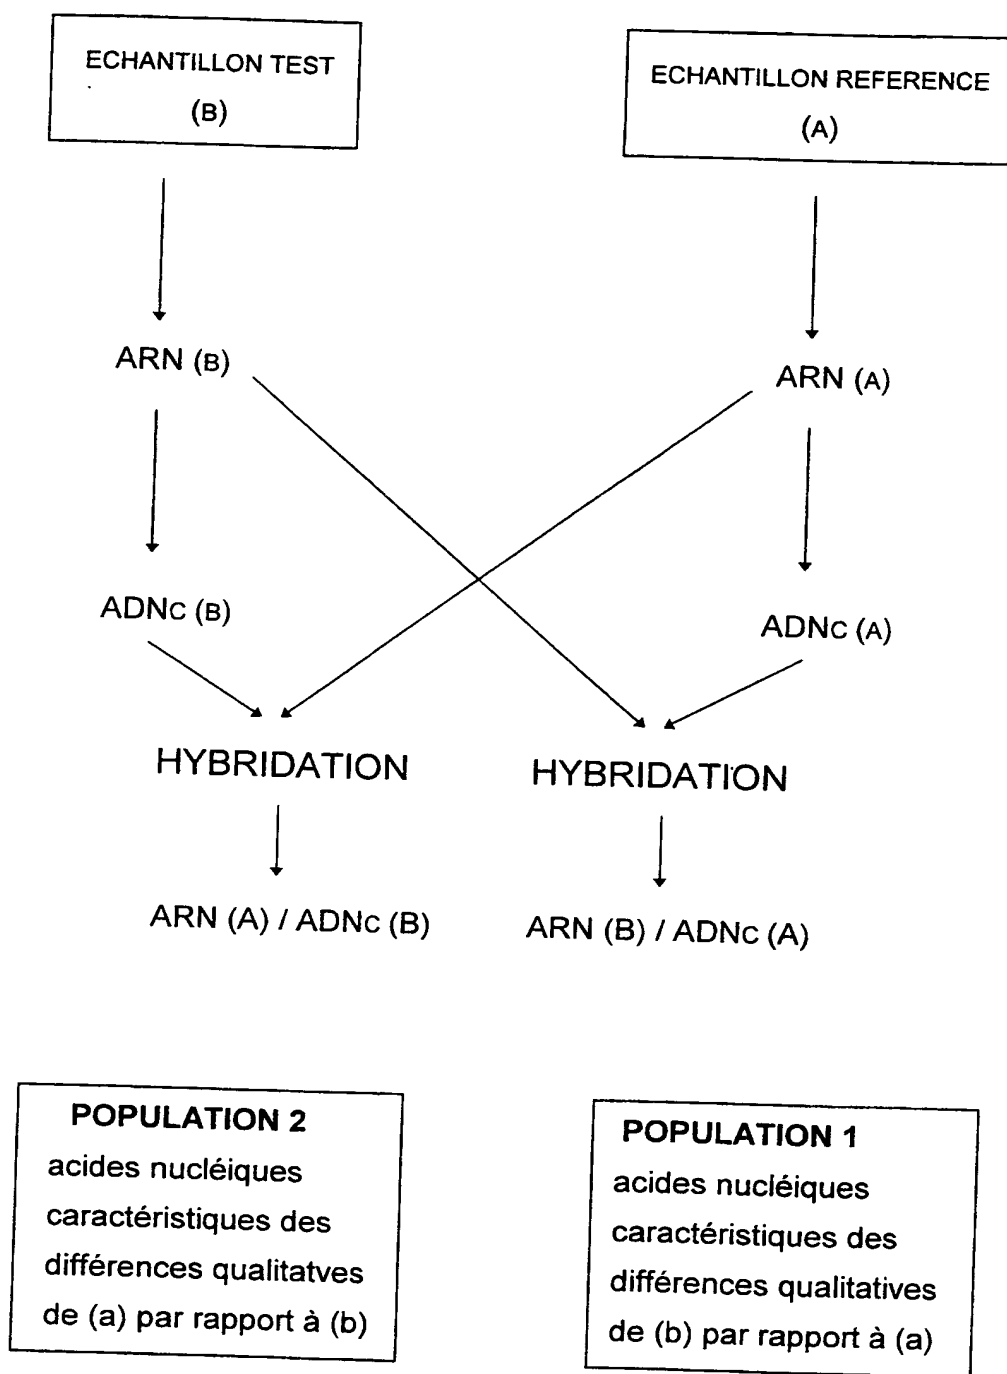 ECHANTILLON TEST
(B)
ECHANTILLON REFERENCE
(A)
ARN (B)
ARN (A)
ADNC (B)
ADNC (A)
HYBRIDATION
HYBRIDATION
ARN (A) / ADNC (B)
ARN (B) / ADNC (A)
POPULATION 2
acides nucléiques
caractéristiques des
différences qualitatves
de (a) par rapport à (b)
POPULATION 1
acides nucléiques
caractéristiques des
différences qualitatives
de (b) par rapport à (a)